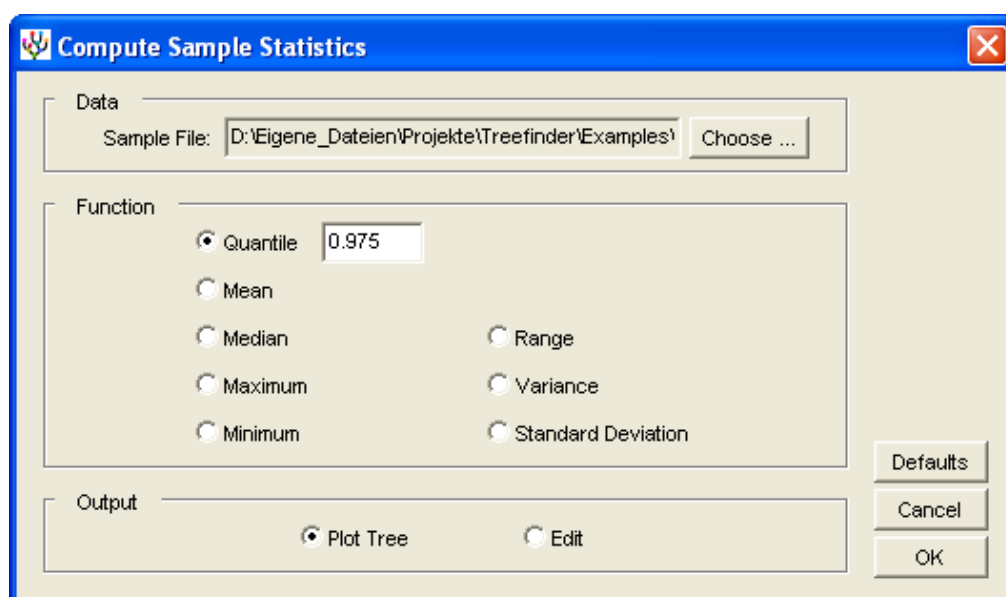 Compute Sample Statistics
Data
Sample File: D:\Eigene_Dateien\Projekte\Treefinder\Examples\ Choose ...
Function
Quantile 0.975
Mean
Median Range
Maximum Variance
Minimum Standard Deviation
Defaults
Output
Cancel
Plot Tree Edit
OK